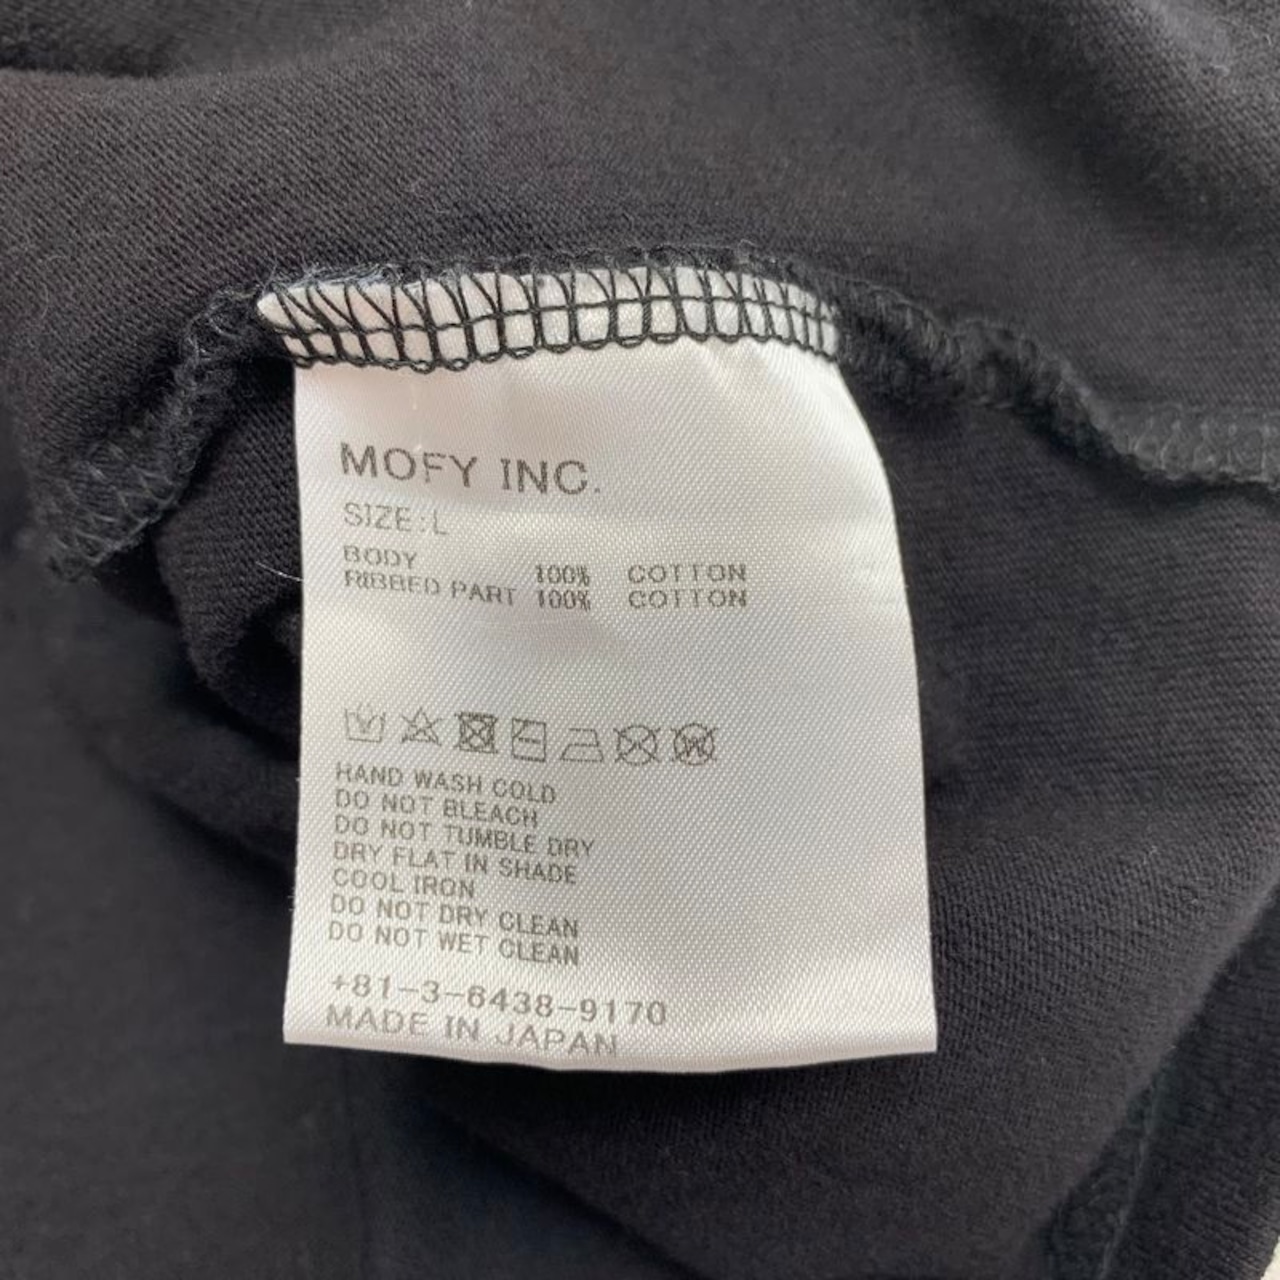 MOFY INC.
SIZE:L
BODY 100% COTTON
RIBBED PART 100% COTTON
HAND WASH COLD
DO NOT BLEACH
DO NOT TUMBLE DRY
DRY FLAT IN SHADE
COOL IRON
DO NOT DRY CLEAN
DO NOT WET CLEAN
+81-3-6438-9170
MADE IN JAPAN